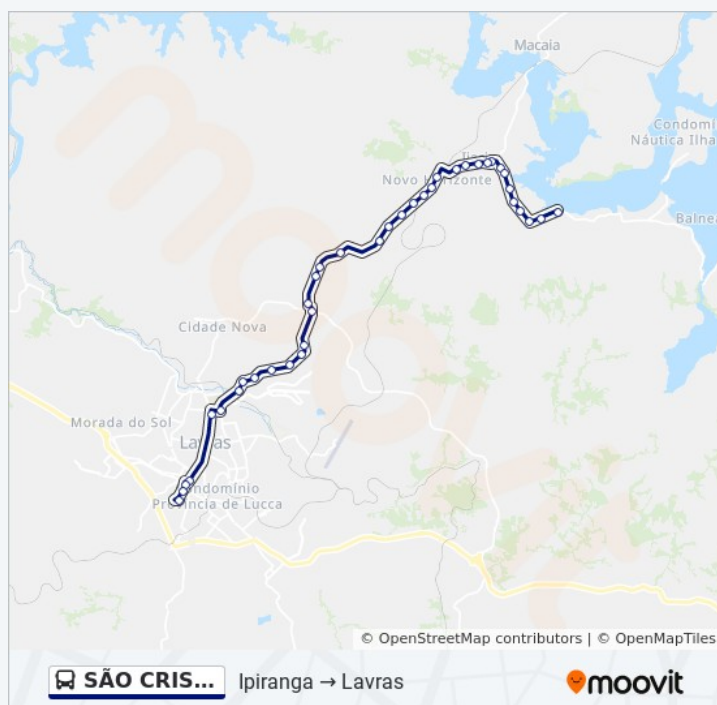 Macaia
Condomí
Náutica Ilha
Novo Horizonte
Balnea
Cidade Nova
Morada do Sol
Lavras
Condomínio
Província de Lucca
© OpenStreetMap contributors | © OpenMapTiles
SÃO CRIS... Ipiranga → Lavras moovit